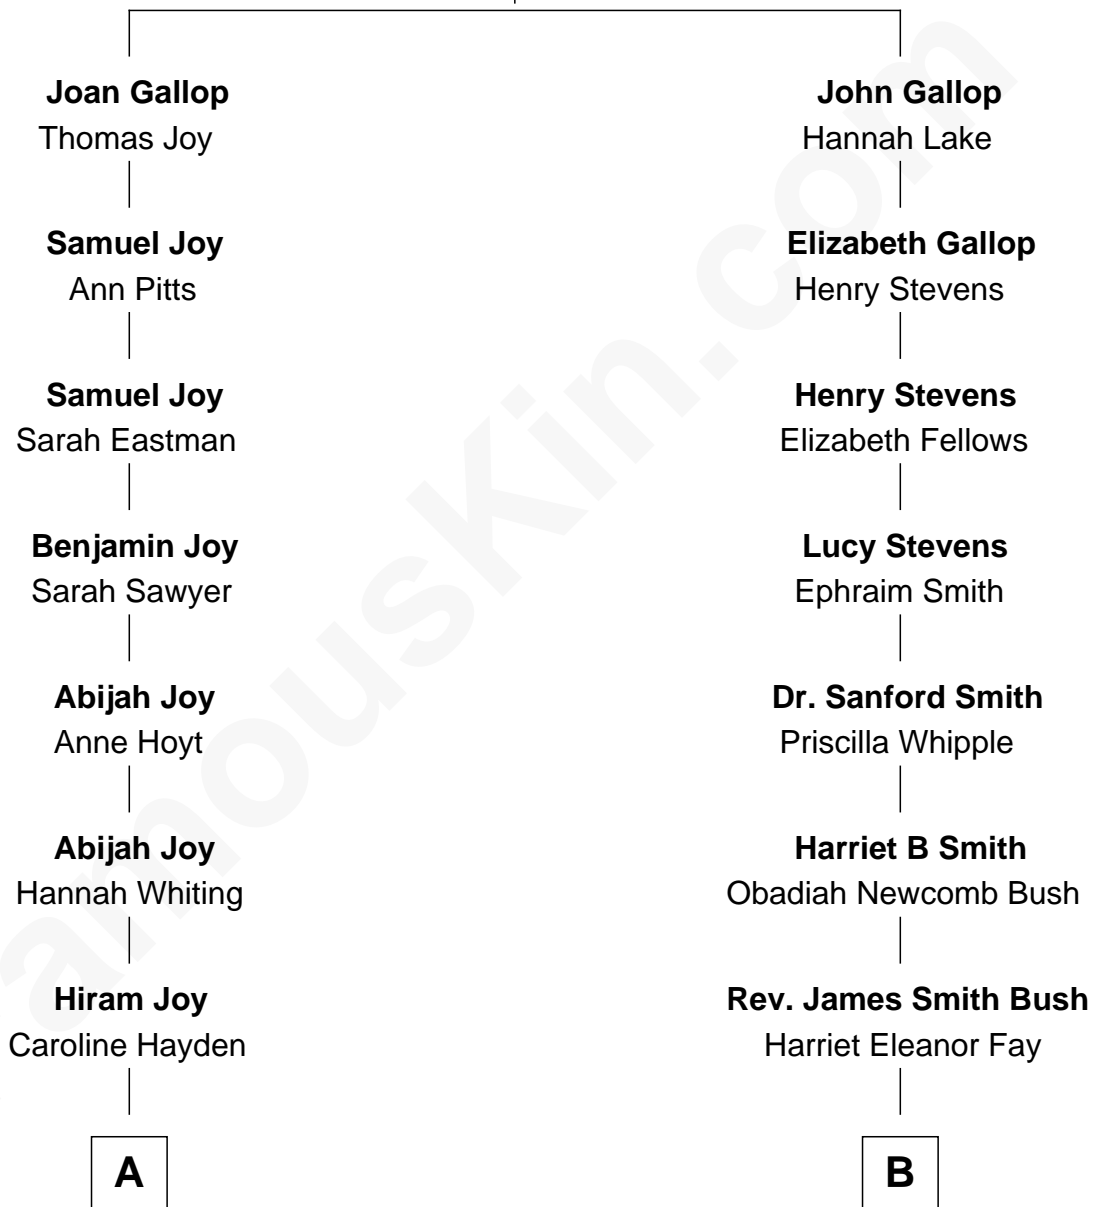 Joan Gallop
Thomas Joy
Samuel Joy
Ann Pitts
Samuel Joy
Sarah Eastman
Benjamin Joy
Sarah Sawyer
Abijah Joy
Anne Hoyt
Abijah Joy
Hannah Whiting
Hiram Joy
Caroline Hayden
A
John Gallop
Hannah Lake
Elizabeth Gallop
Henry Stevens
Henry Stevens
Elizabeth Fellows
Lucy Stevens
Ephraim Smith
Dr. Sanford Smith
Priscilla Whipple
Harriet B Smith
Obadiah Newcomb Bush
Rev. James Smith Bush
Harriet Eleanor Fay
B
amousKin.com